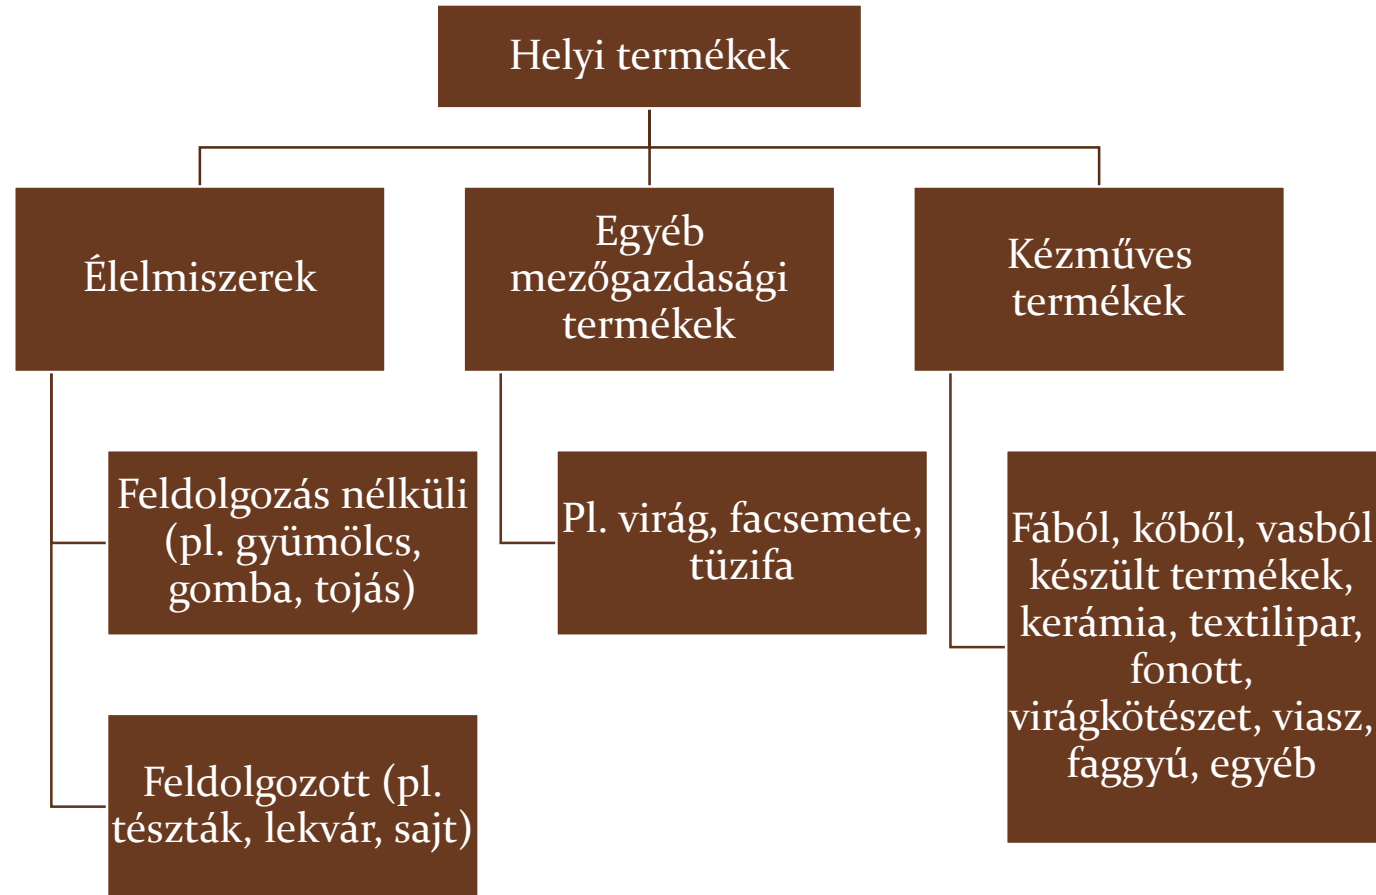 Helyi termékek
Élelmiszerek
Egyéb
mezőgazdasági
termékek
Kézműves
termékek
Feldolgozás nélküli
(pl. gyümölcs,
gomba, tojás)
Pl. virág, facsemete,
tüzifa
Fából, kőből, vasból
készült termékek,
kerámia, textilipar,
fonott,
virágkötészet, viasz,
faggyú, egyéb
Feldolgozott (pl.
tészták, lekvár, sajt)